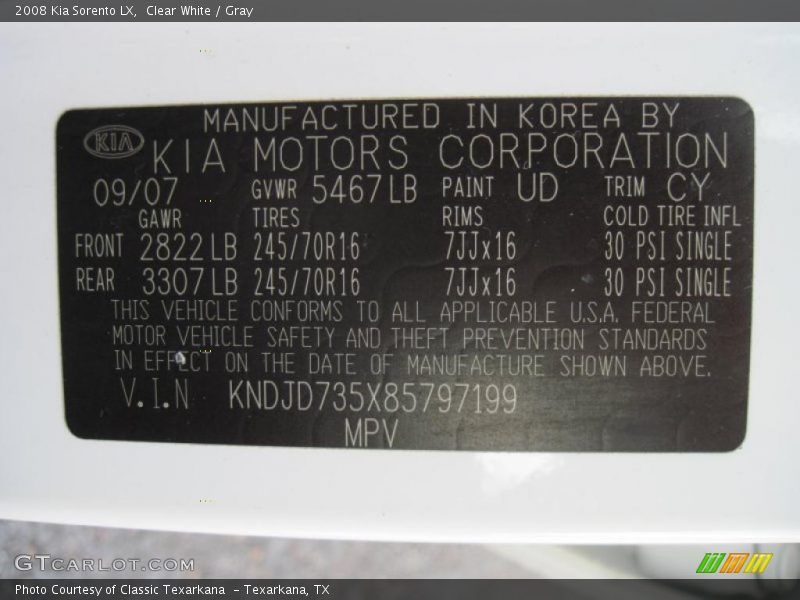 2008 Kia Sorento LX, Clear White / Gray
MANUFACTURED IN KOREA BY
KIA KIA MOTORS CORPORATION
09/07 GVWR 5467LB PAINT UD TRIM CY
GAWR TIRES RIMS COLD TIRE INFL
FRONT 2822 LB 245/70R16 7JJx16 30 PSI SINGLE
REAR 3307 LB 245/70R16 7JJx16 30 PSI SINGLE
THIS VEHICLE CONFORMS TO ALL APPLICABLE U.S.A. FEDERAL
MOTOR VEHICLE SAFETY AND THEFT PREVENTION STANDARDS
IN EFFECT ON THE DATE OF MANUFACTURE SHOWN ABOVE.
V.I.N KNDJD735X85797199
MPV
GTCARLOT.COM
Photo Courtesy of Classic Texarkana - Texarkana, TX